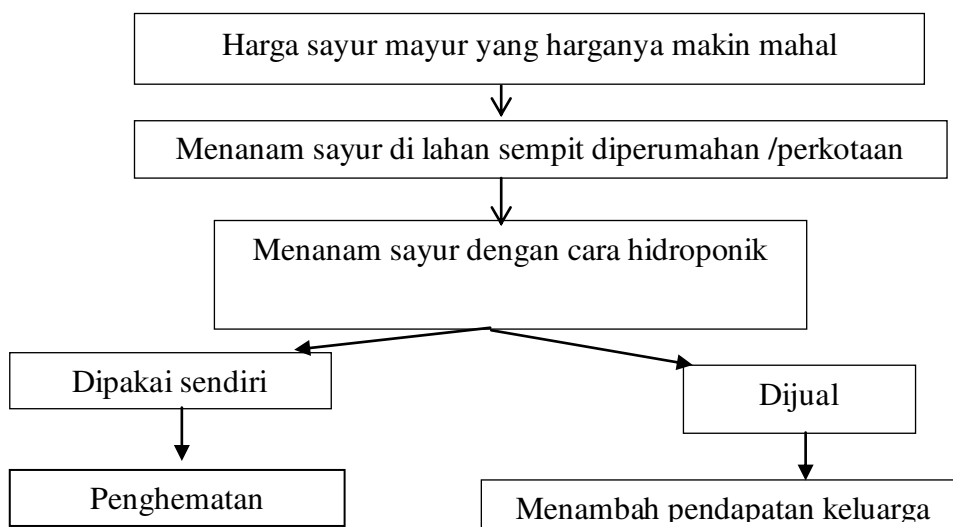 Harga sayur mayur yang harganya makin mahal
Menanam sayur di lahan sempit diperumahan /perkotaan
Menanam sayur dengan cara hidroponik
Dipakai sendiri
Dijual
Penghematan
Menambah pendapatan keluarga